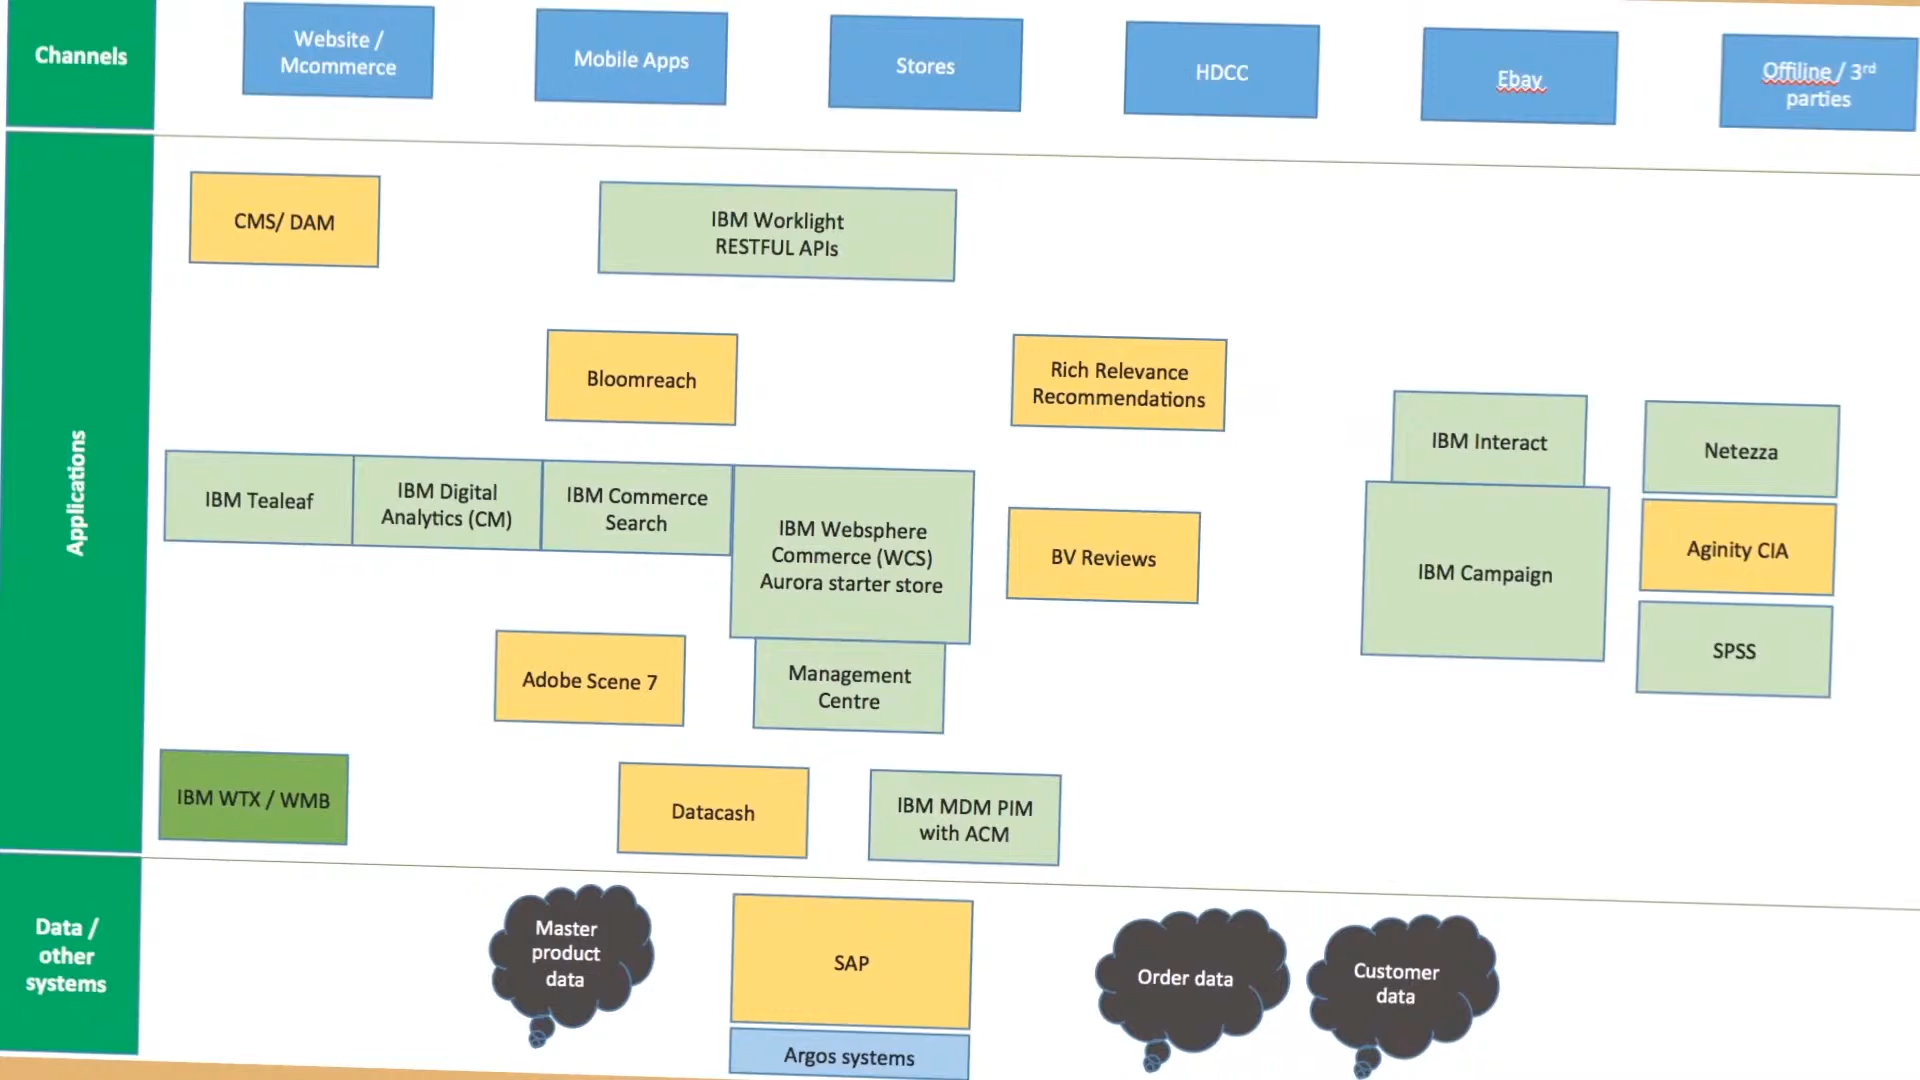 Channels
Website /
Mcommerce
Mobile Apps
Stores
HDCC
Ebay
Offiline / 3rd
parties
Applications
CMS/ DAM
IBM Worklight
RESTFUL APIs
Bloomreach
Rich Relevance
Recommendations
IBM Interact
Netezza
IBM Tealeaf
IBM Digital
Analytics (CM)
IBM Commerce
Search
IBM Websphere
Commerce (WCS)
Aurora starter store
BV Reviews
IBM Campaign
Aginity CIA
SPSS
Adobe Scene 7
Management
Centre
IBM WTX / WMB
Datacash
IBM MDM PIM
with ACM
Data /
other
systems
Master
product
data
SAP
Order data
Customer
data
Argos systems